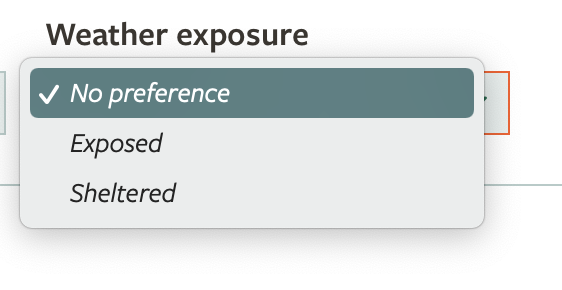 Weather exposure
No preference
Exposed
Sheltered